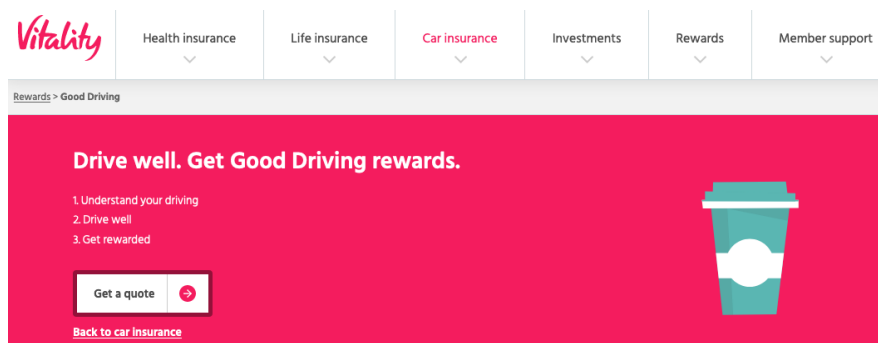 Vitality
Health insurance
Life insurance
Car insurance
Investments
Rewards
Member support
Rewards > Good Driving
Drive well. Get Good Driving rewards.
1. Understand your driving
2. Drive well
3. Get rewarded
Get a quote
Back to car insurance